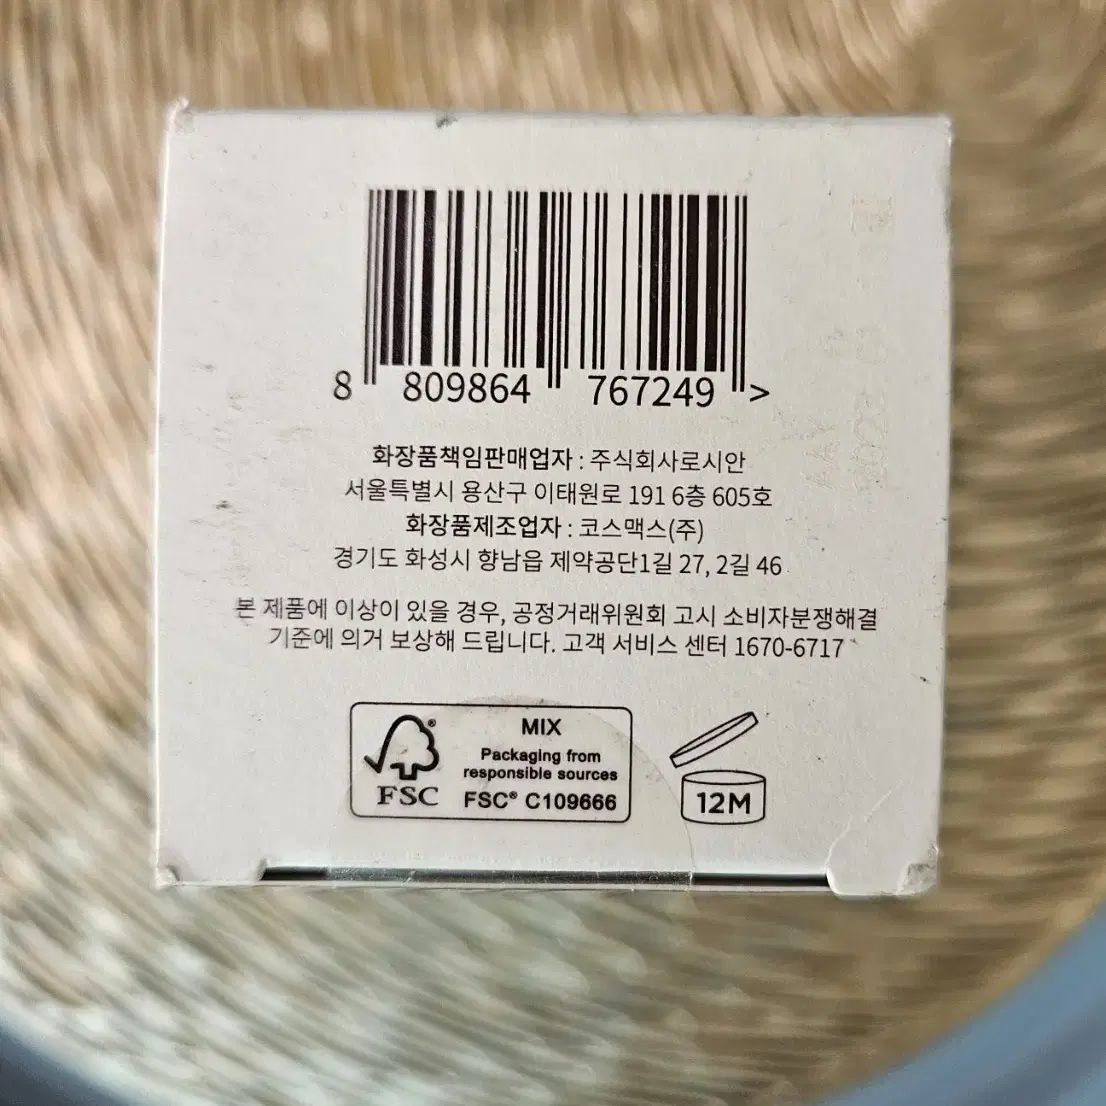 8 809864 767249 >
화장품책임판매업자 : 주식회사로시안
서울특별시 용산구 이태원로 191 6층 605호
화장품제조업자 : 코스맥스(주)
경기도 화성시 향남읍 제약공단1길 27, 2길 46
본 제품에 이상이 있을 경우, 공정거래위원회 고시 소비자분쟁해결
기준에 의거 보상해 드립니다. 고객 서비스 센터 1670-6717
MIX
Packaging from
responsible sources
FSC® C109666
FSC
®
12M